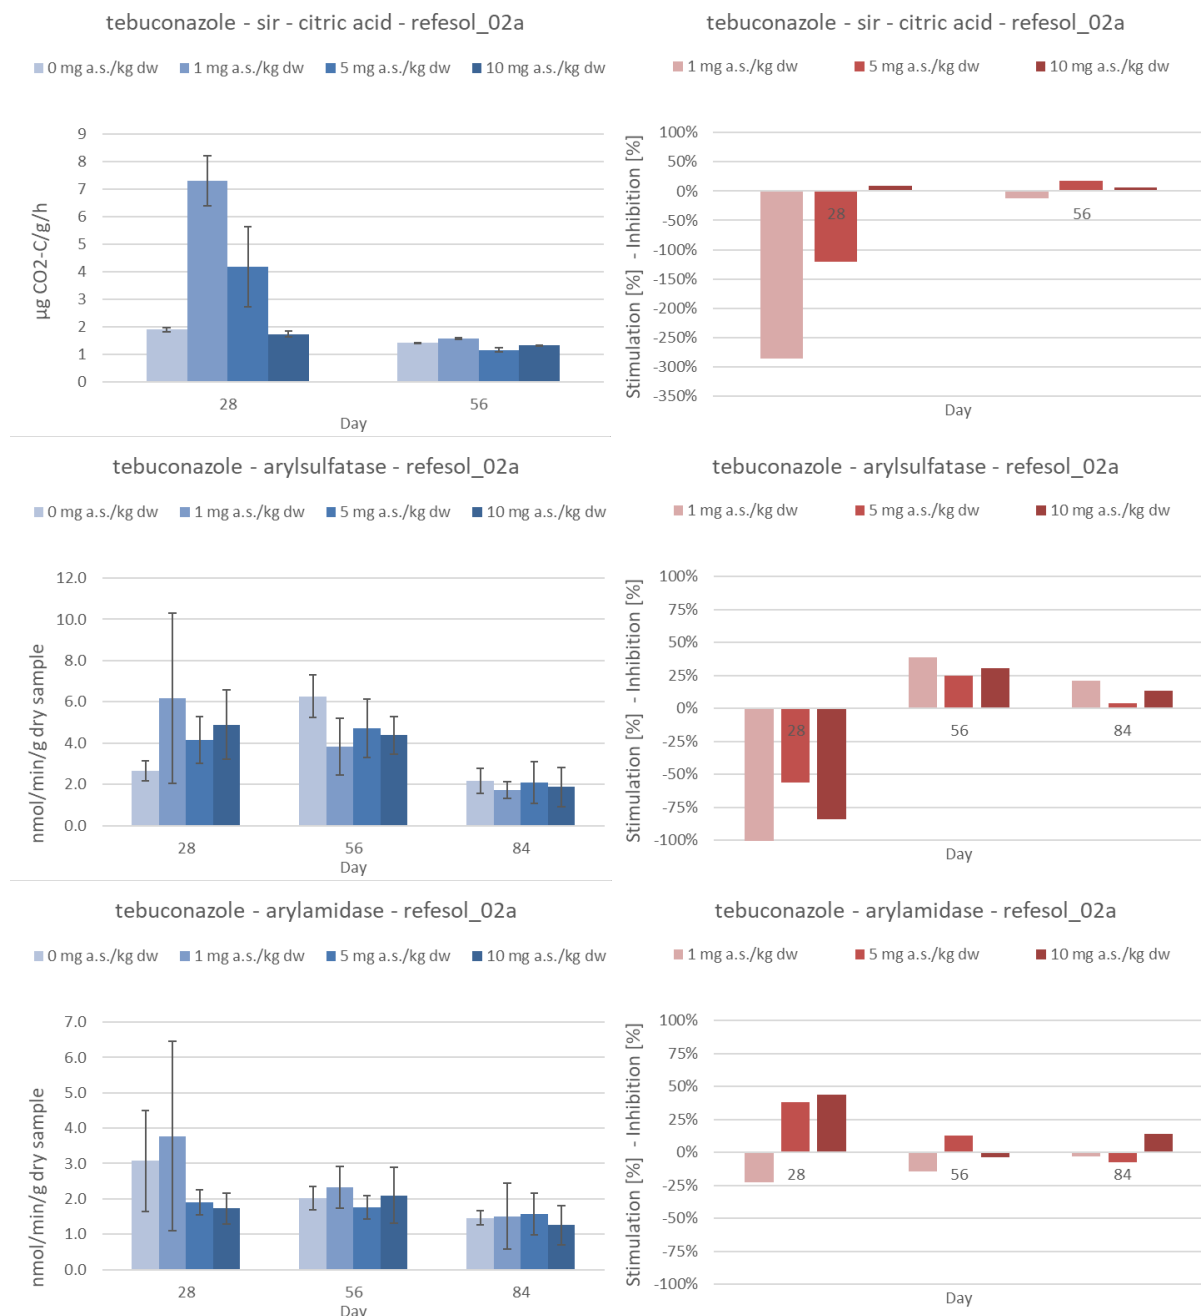 tebuconazole - sir - citric acid - refesol_02a
0 mg a.s./kg dw 1 mg a.s./kg dw 5 mg a.s./kg dw 10 mg a.s./kg dw
µg CO2-C/g/h
9
8
7
6
5
4
3
2
1
0
28 56
Day
tebuconazole - sir - citric acid - refesol_02a
1 mg a.s./kg dw 5 mg a.s./kg dw 10 mg a.s./kg dw
Stimulation [%] - Inhibition [%]
100%
50%
0%
-50%
-100%
-150%
-200%
-250%
-300%
-350%
28 56
Day
tebuconazole - arylsulfatase - refesol_02a
0 mg a.s./kg dw 1 mg a.s./kg dw 5 mg a.s./kg dw 10 mg a.s./kg dw
nmol/min/g dry sample
12.0
10.0
8.0
6.0
4.0
2.0
0.0
28 56 84
Day
tebuconazole - arylsulfatase - refesol_02a
1 mg a.s./kg dw 5 mg a.s./kg dw 10 mg a.s./kg dw
Stimulation [%] - Inhibition [%]
100%
75%
50%
25%
0%
-25%
-50%
-75%
-100%
28 56 84
Day
tebuconazole - arylamidase - refesol_02a
0 mg a.s./kg dw 1 mg a.s./kg dw 5 mg a.s./kg dw 10 mg a.s./kg dw
nmol/min/g dry sample
7.0
6.0
5.0
4.0
3.0
2.0
1.0
0.0
28 56 84
Day
tebuconazole - arylamidase - refesol_02a
1 mg a.s./kg dw 5 mg a.s./kg dw 10 mg a.s./kg dw
Stimulation [%] - Inhibition [%]
100%
75%
50%
25%
0%
-25%
-50%
-75%
-100%
28 56 84
Day